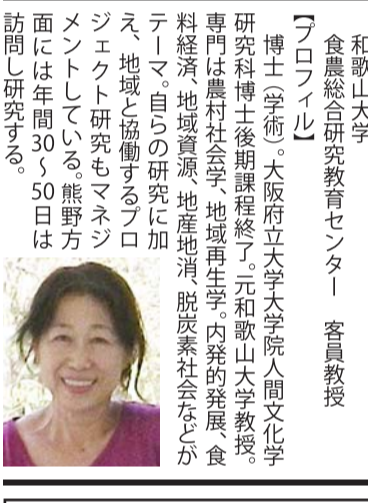 和歌山大学
食農総合研究教育センター　客員教授
【プロフィル】
博士（学術）。大阪府立大学大学院人間文化学
研究科博士後期課程終了。元和歌山大学教授。
専門は農村社会学、地域再生学。内発的発展、食
料経済、地域資源、地産地消、脱炭素社会などが
テーマ。自らの研究に加
え、地域と協働するプロ
ジェクト研究もマネジ
メントしている。熊野方
面には年間30～50日は
訪問し研究する。